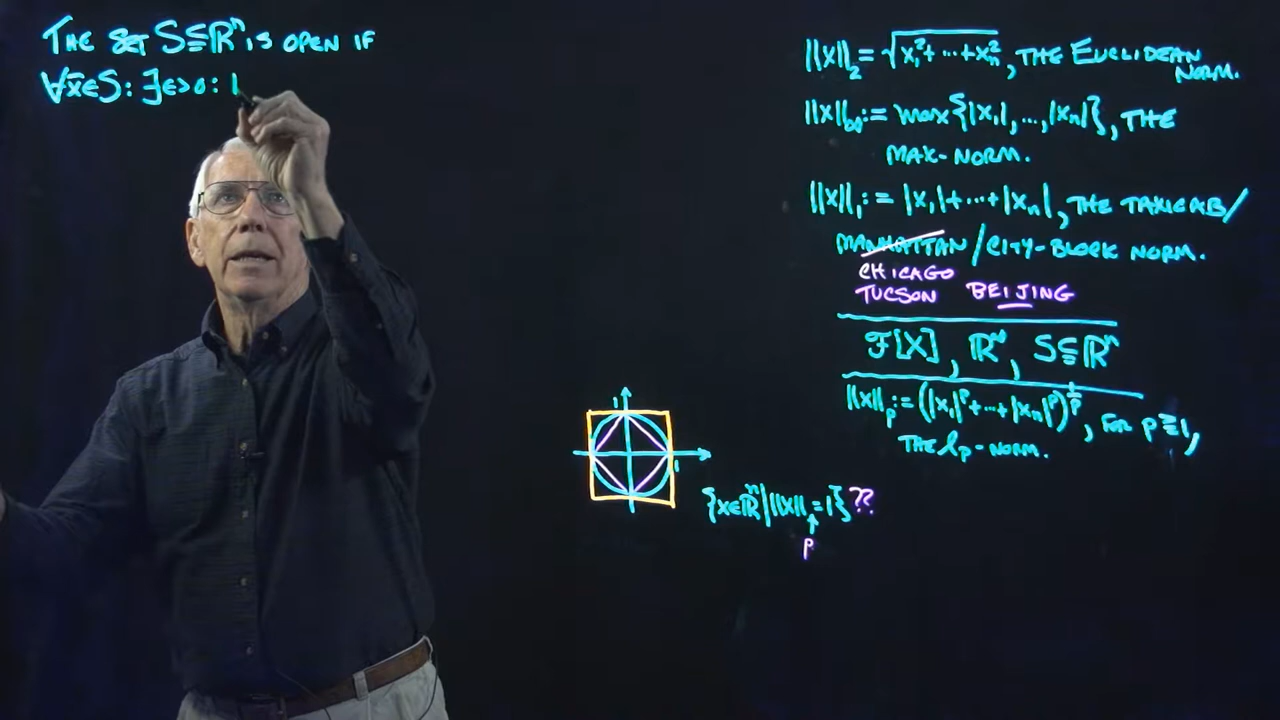 THE SET S⊆ℝⁿ IS OPEN IF
∀x̄∈S: ∃ε>0: |
||x||₂ = √(x₁² + ⋯ + xₙ²), THE EUCLIDEAN
NORM.
||x||∞ := max{|x₁|, ..., |xₙ|}, THE
MAX-NORM.
||x||₁ := |x₁| + ⋯ + |xₙ|, THE TAXICAB/
MANHATTAN /CITY-BLOCK NORM.
CHICAGO
TUCSON BEIJING
ℱ[X], ℝᴺ, S⊆ℝⁿ
||x||ₚ := (|x₁|ᵖ + ⋯ + |xₙ|ᵖ)^(1/p), FOR p ≧ 1,
THE ℓₚ-NORM.
1
1
{x∈ℝⁿ | ||x|| = 1} ??
↑
p